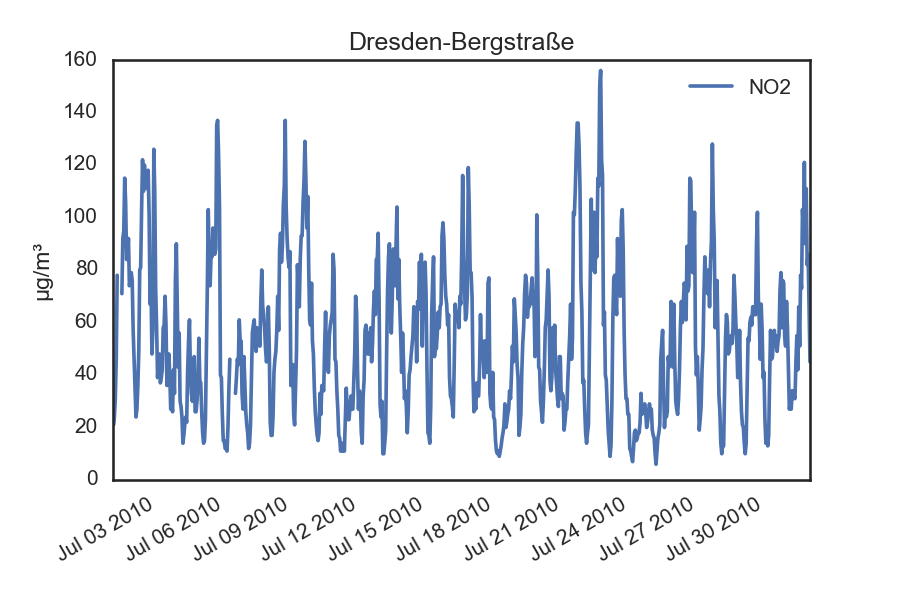 Dresden-Bergstraße
160
140
120
100
80
60
40
20
0
µg/m³
NO2
Jul 03 2010
Jul 06 2010
Jul 09 2010
Jul 12 2010
Jul 15 2010
Jul 18 2010
Jul 21 2010
Jul 24 2010
Jul 27 2010
Jul 30 2010